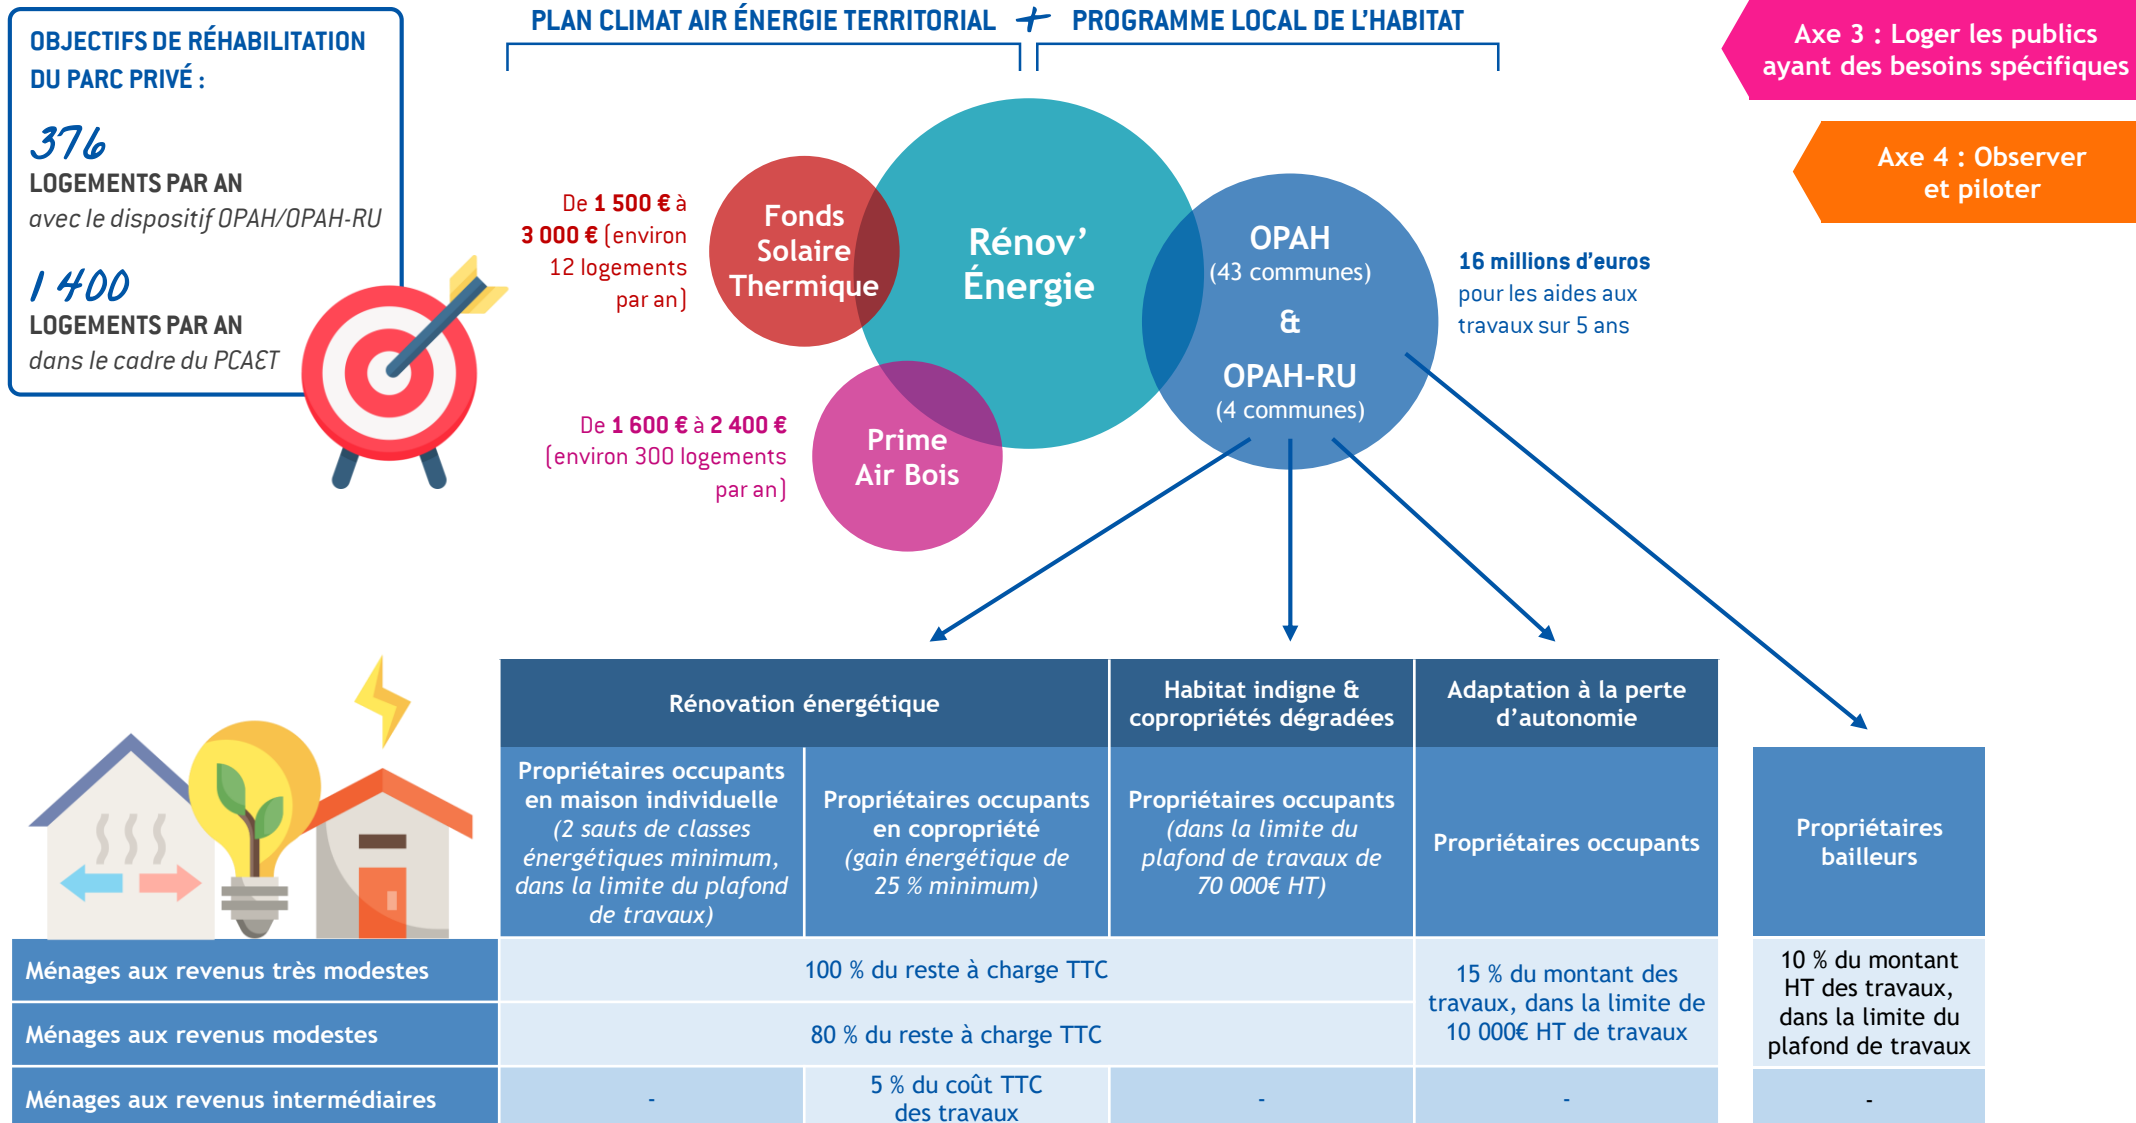 OBJECTIFS DE RÉHABILITATION
DU PARC PRIVÉ :
376
LOGEMENTS PAR AN
avec le dispositif OPAH/OPAH-RU
1 400
LOGEMENTS PAR AN
dans le cadre du PCAET
PLAN CLIMAT AIR ÉNERGIE TERRITORIAL + PROGRAMME LOCAL DE L'HABITAT
Axe 3 : Loger les publics
ayant des besoins spécifiques
Axe 4 : Observer
et piloter
De 1 500 € à
3 000 € (environ
12 logements
par an)
Fonds
Solaire
Thermique
Rénov'
Énergie
OPAH
(43 communes)
&
OPAH-RU
(4 communes)
16 millions d'euros
pour les aides aux
travaux sur 5 ans
De 1 600 € à 2 400 €
(environ 300 logements
par an)
Prime
Air Bois
Rénovation énergétique
Habitat indigne &
copropriétés dégradées
Adaptation à la perte
d'autonomie
Propriétaires occupants
en maison individuelle
(2 sauts de classes
énergétiques minimum,
dans la limite du plafond
de travaux)
Propriétaires occupants
en copropriété
(gain énergétique de
25 % minimum)
Propriétaires occupants
(dans la limite du
plafond de travaux de
70 000€ HT)
Propriétaires occupants
Propriétaires
bailleurs
Ménages aux revenus très modestes
100 % du reste à charge TTC
15 % du montant des
travaux, dans la limite de
10 000€ HT de travaux
10 % du montant
HT des travaux,
dans la limite du
plafond de travaux
Ménages aux revenus modestes
80 % du reste à charge TTC
Ménages aux revenus intermédiaires
-
5 % du coût TTC
des travaux
-
-
-